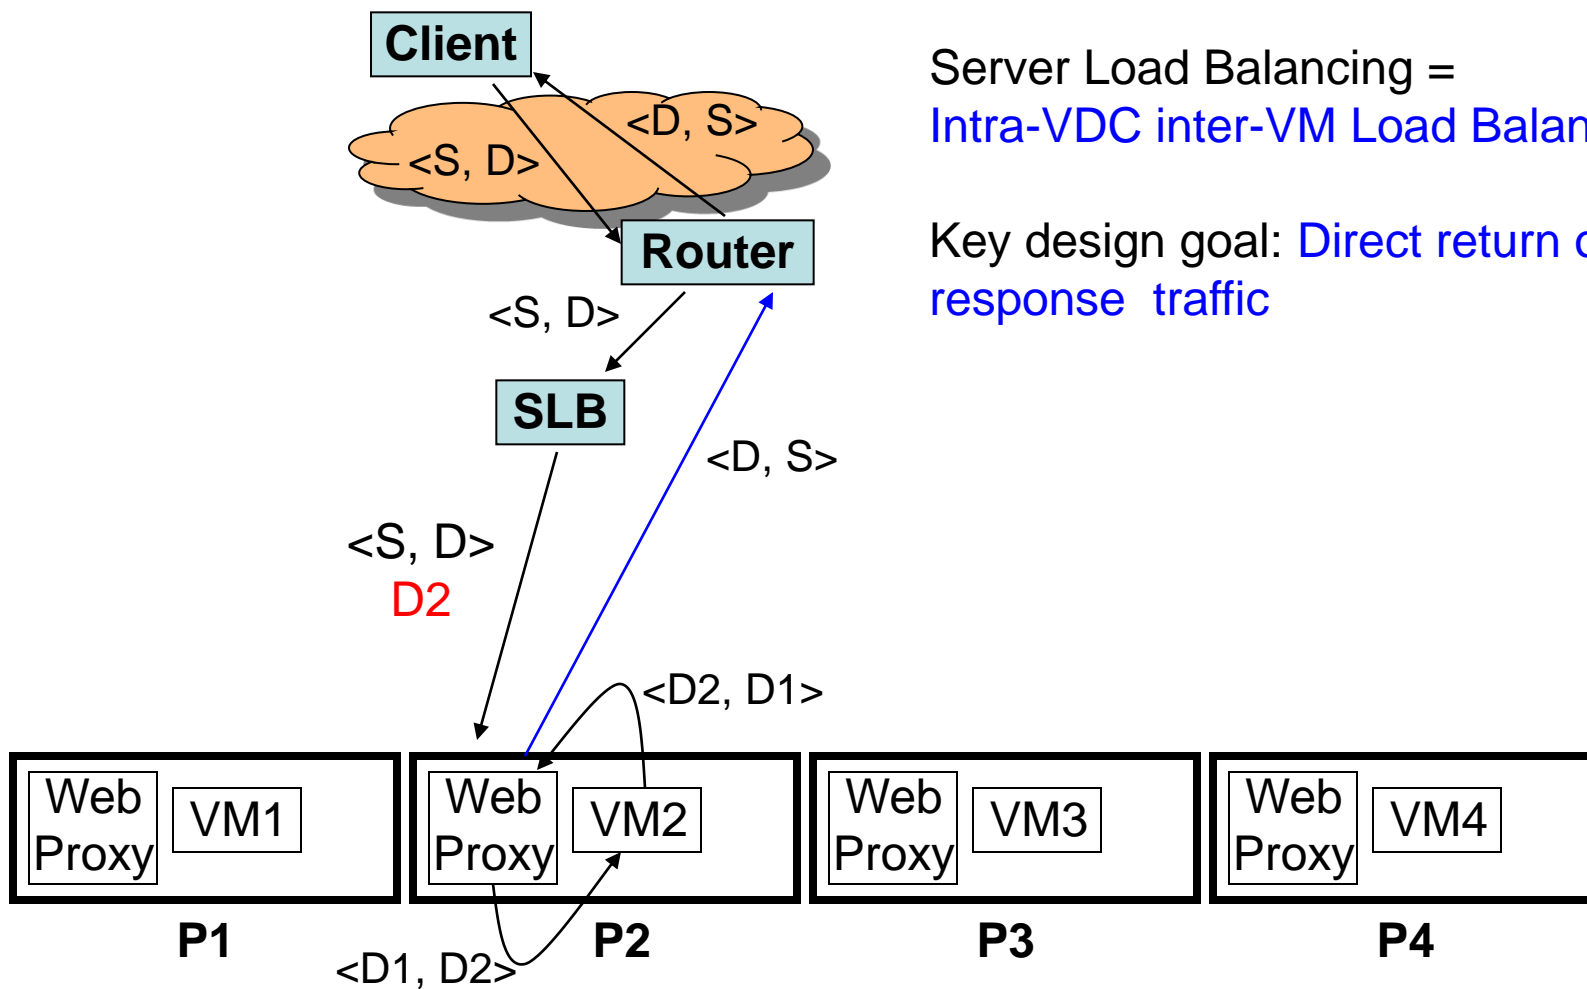 Client
Server Load Balancing =
Intra-VDC inter-VM Load
<D, S>
<S, D>
Router
Key design goal: Direct return
response traffic
<S, D>
SLB
<D, S>
<S, D>
D2
<D2, D1>
Web
Proxy
VM1
Web
Proxy
VM2
Web
Proxy
VM3
Web
Proxy
VM4
P1
P2
P3
P4
<D1, D2>